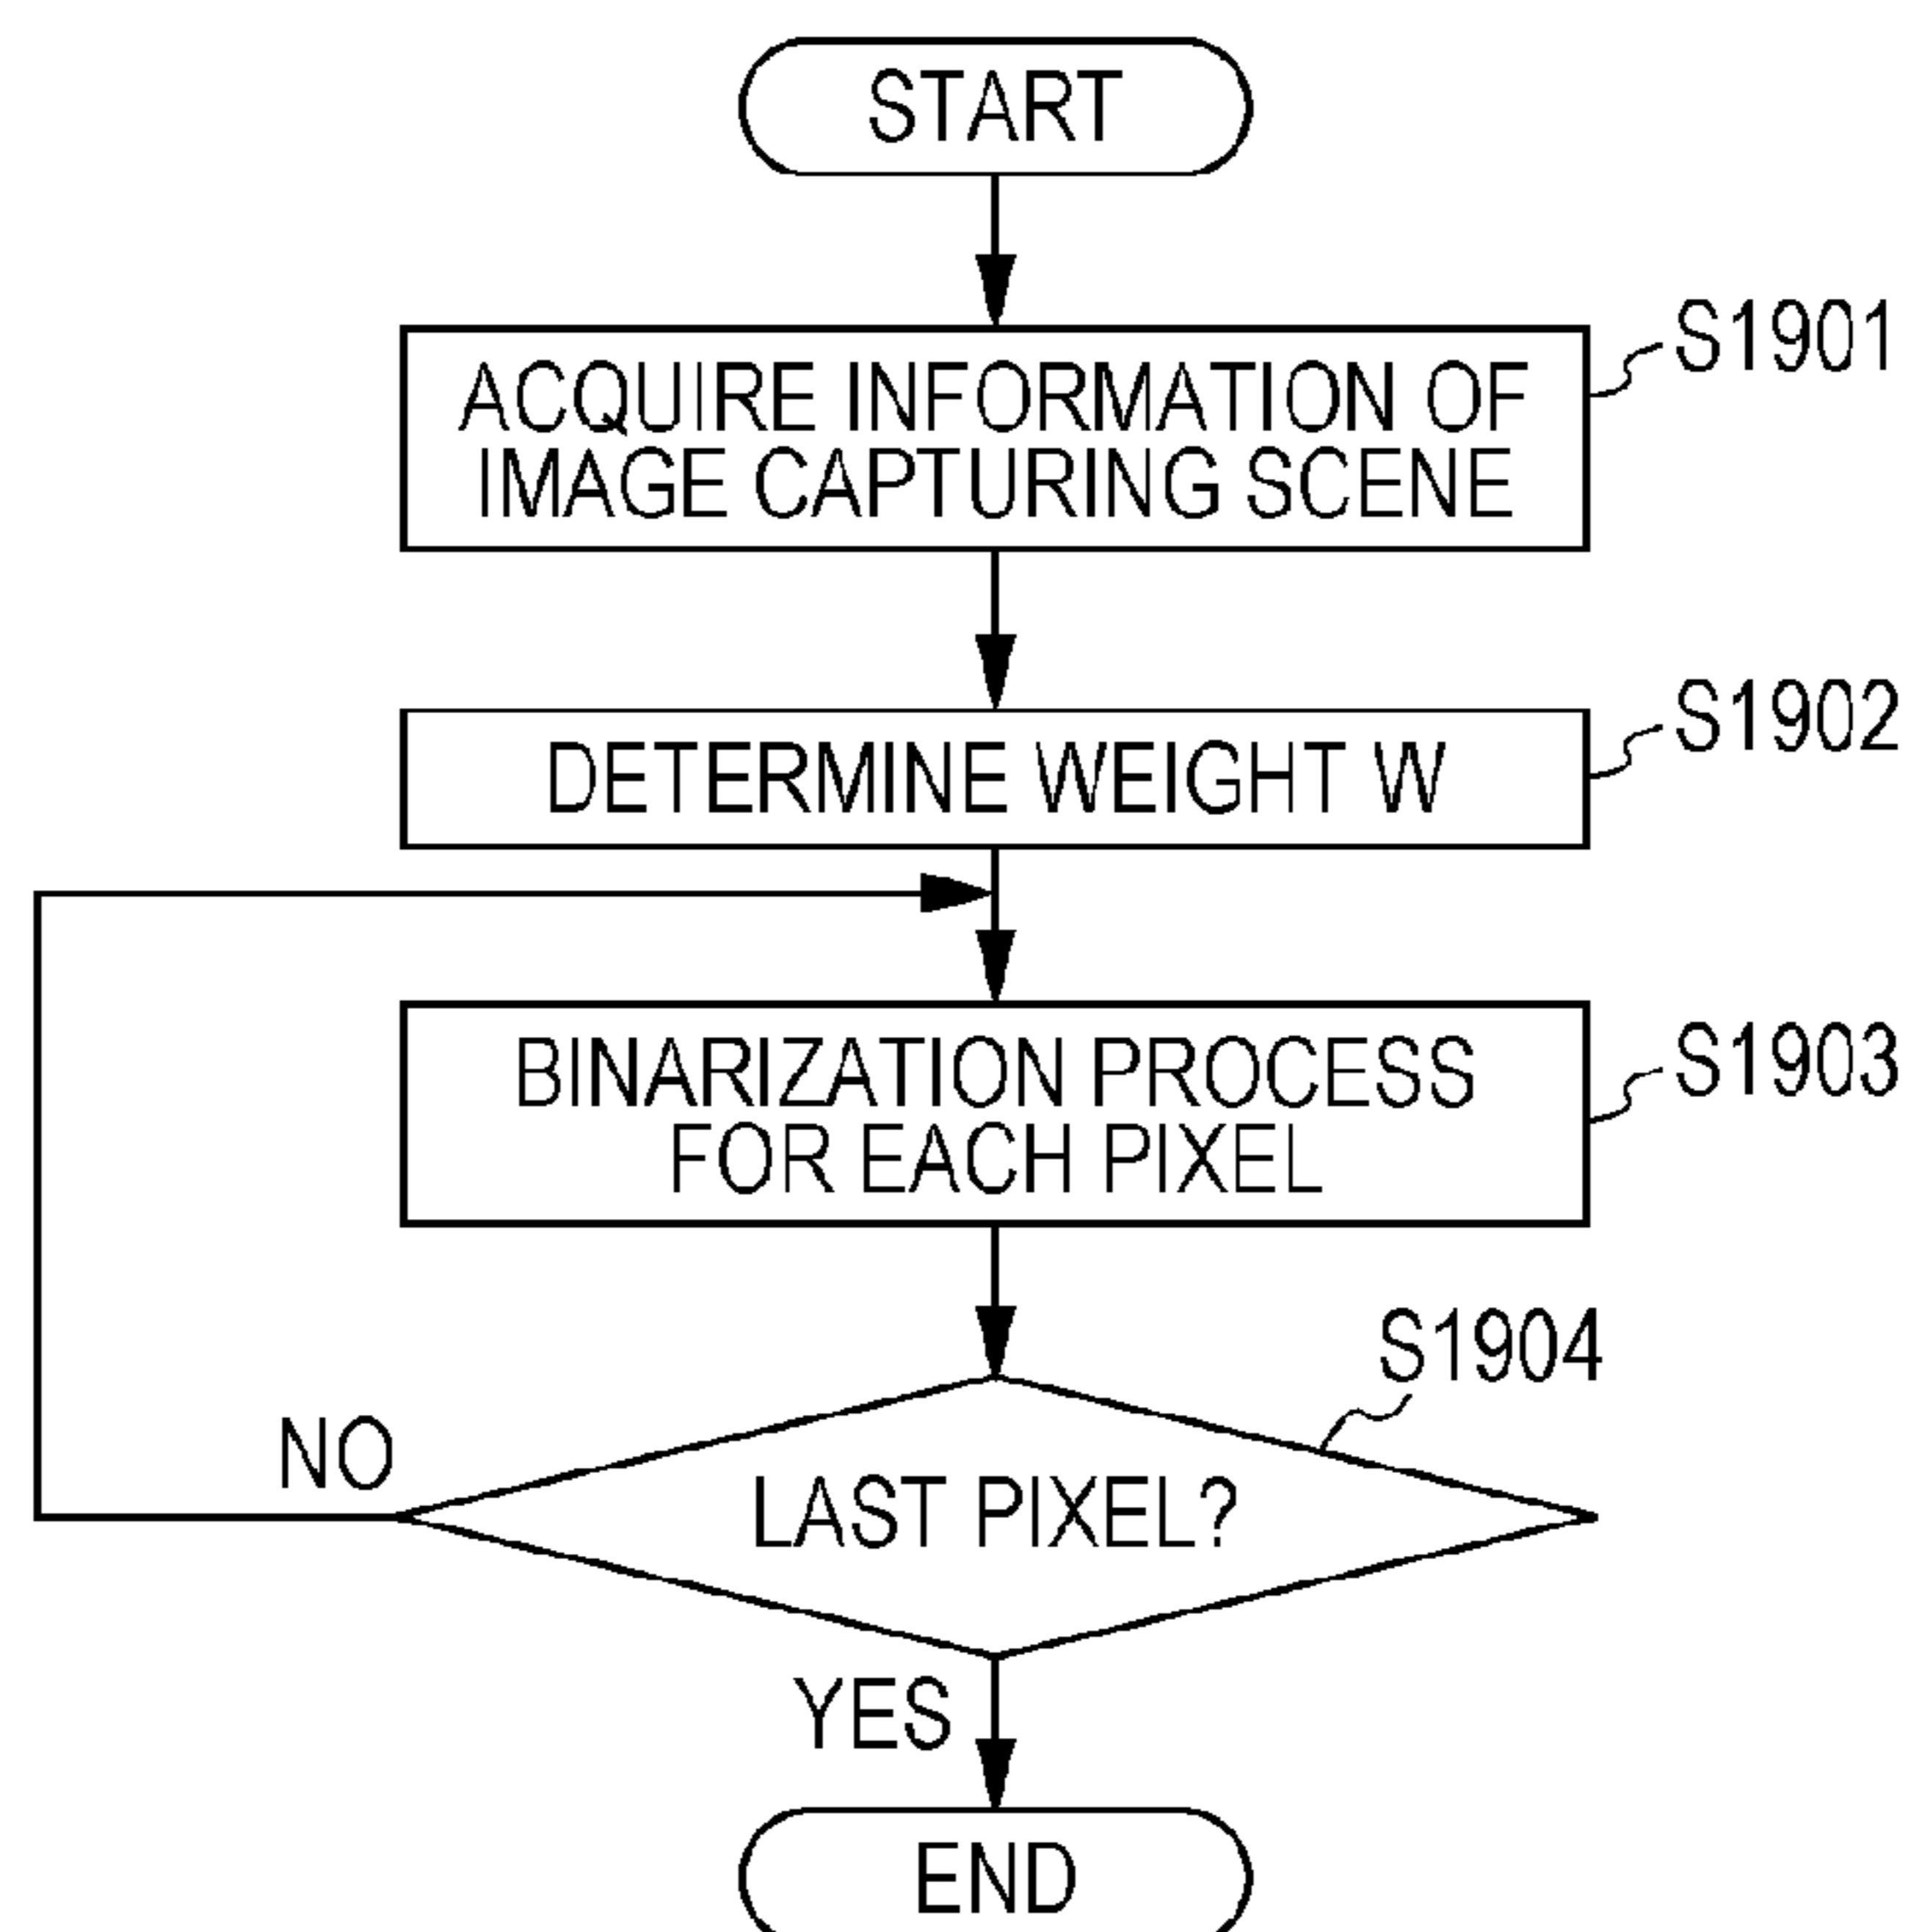 START
ACQUIRE INFORMATION OF
IMAGE CAPTURING SCENE
S1901
DETERMINE WEIGHT W
S1902
BINARIZATION PROCESS
FOR EACH PIXEL
S1903
S1904
LAST PIXEL?
NO
YES
END